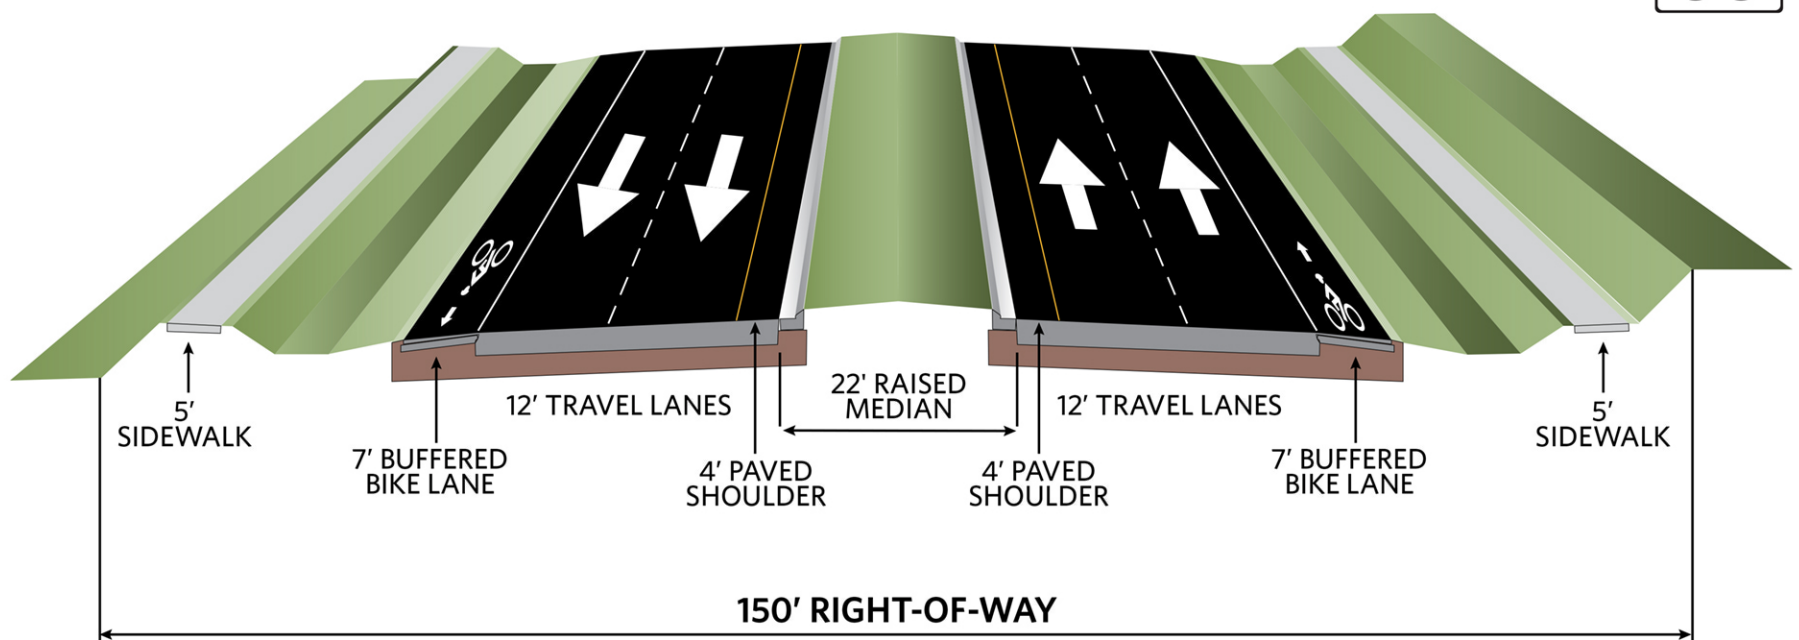 12’ TRAVEL LANES
22' RAISED
MEDIAN
12’ TRAVEL LANES
5’
SIDEWALK
5’
SIDEWALK
7’ BUFFERED
BIKE LANE
4’ PAVED
SHOULDER
4’ PAVED
SHOULDER
7’ BUFFERED
BIKE LANE
150’ RIGHT-OF-WAY